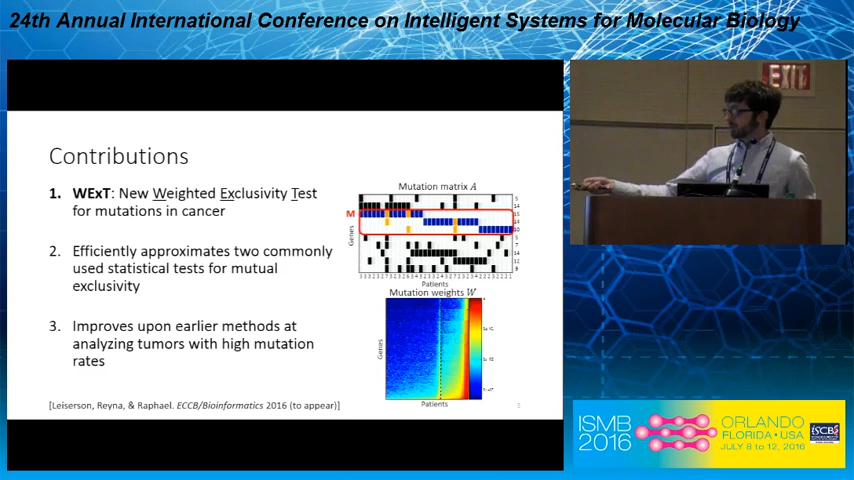 24th Annual International Conference on Intelligent Systems for Molecular Biology
EXIT
Contributions
1. WExT: New Weighted Exclusivity Test
for mutations in cancer
2. Efficiently approximates two commonly
used statistical tests for mutual
exclusivity
3. Improves upon earlier methods at
analyzing tumors with high mutation
rates
[Leiserson, Reyna, & Raphael. ECCB/Bioinformatics 2016 (to appear)]
Mutation matrix A
M
Genes
Patients
Mutation weights W
Genes
Patients
ISMB
2016
ORLANDO
FLORIDA • USA
JULY 8 to 12, 2016
ISCB